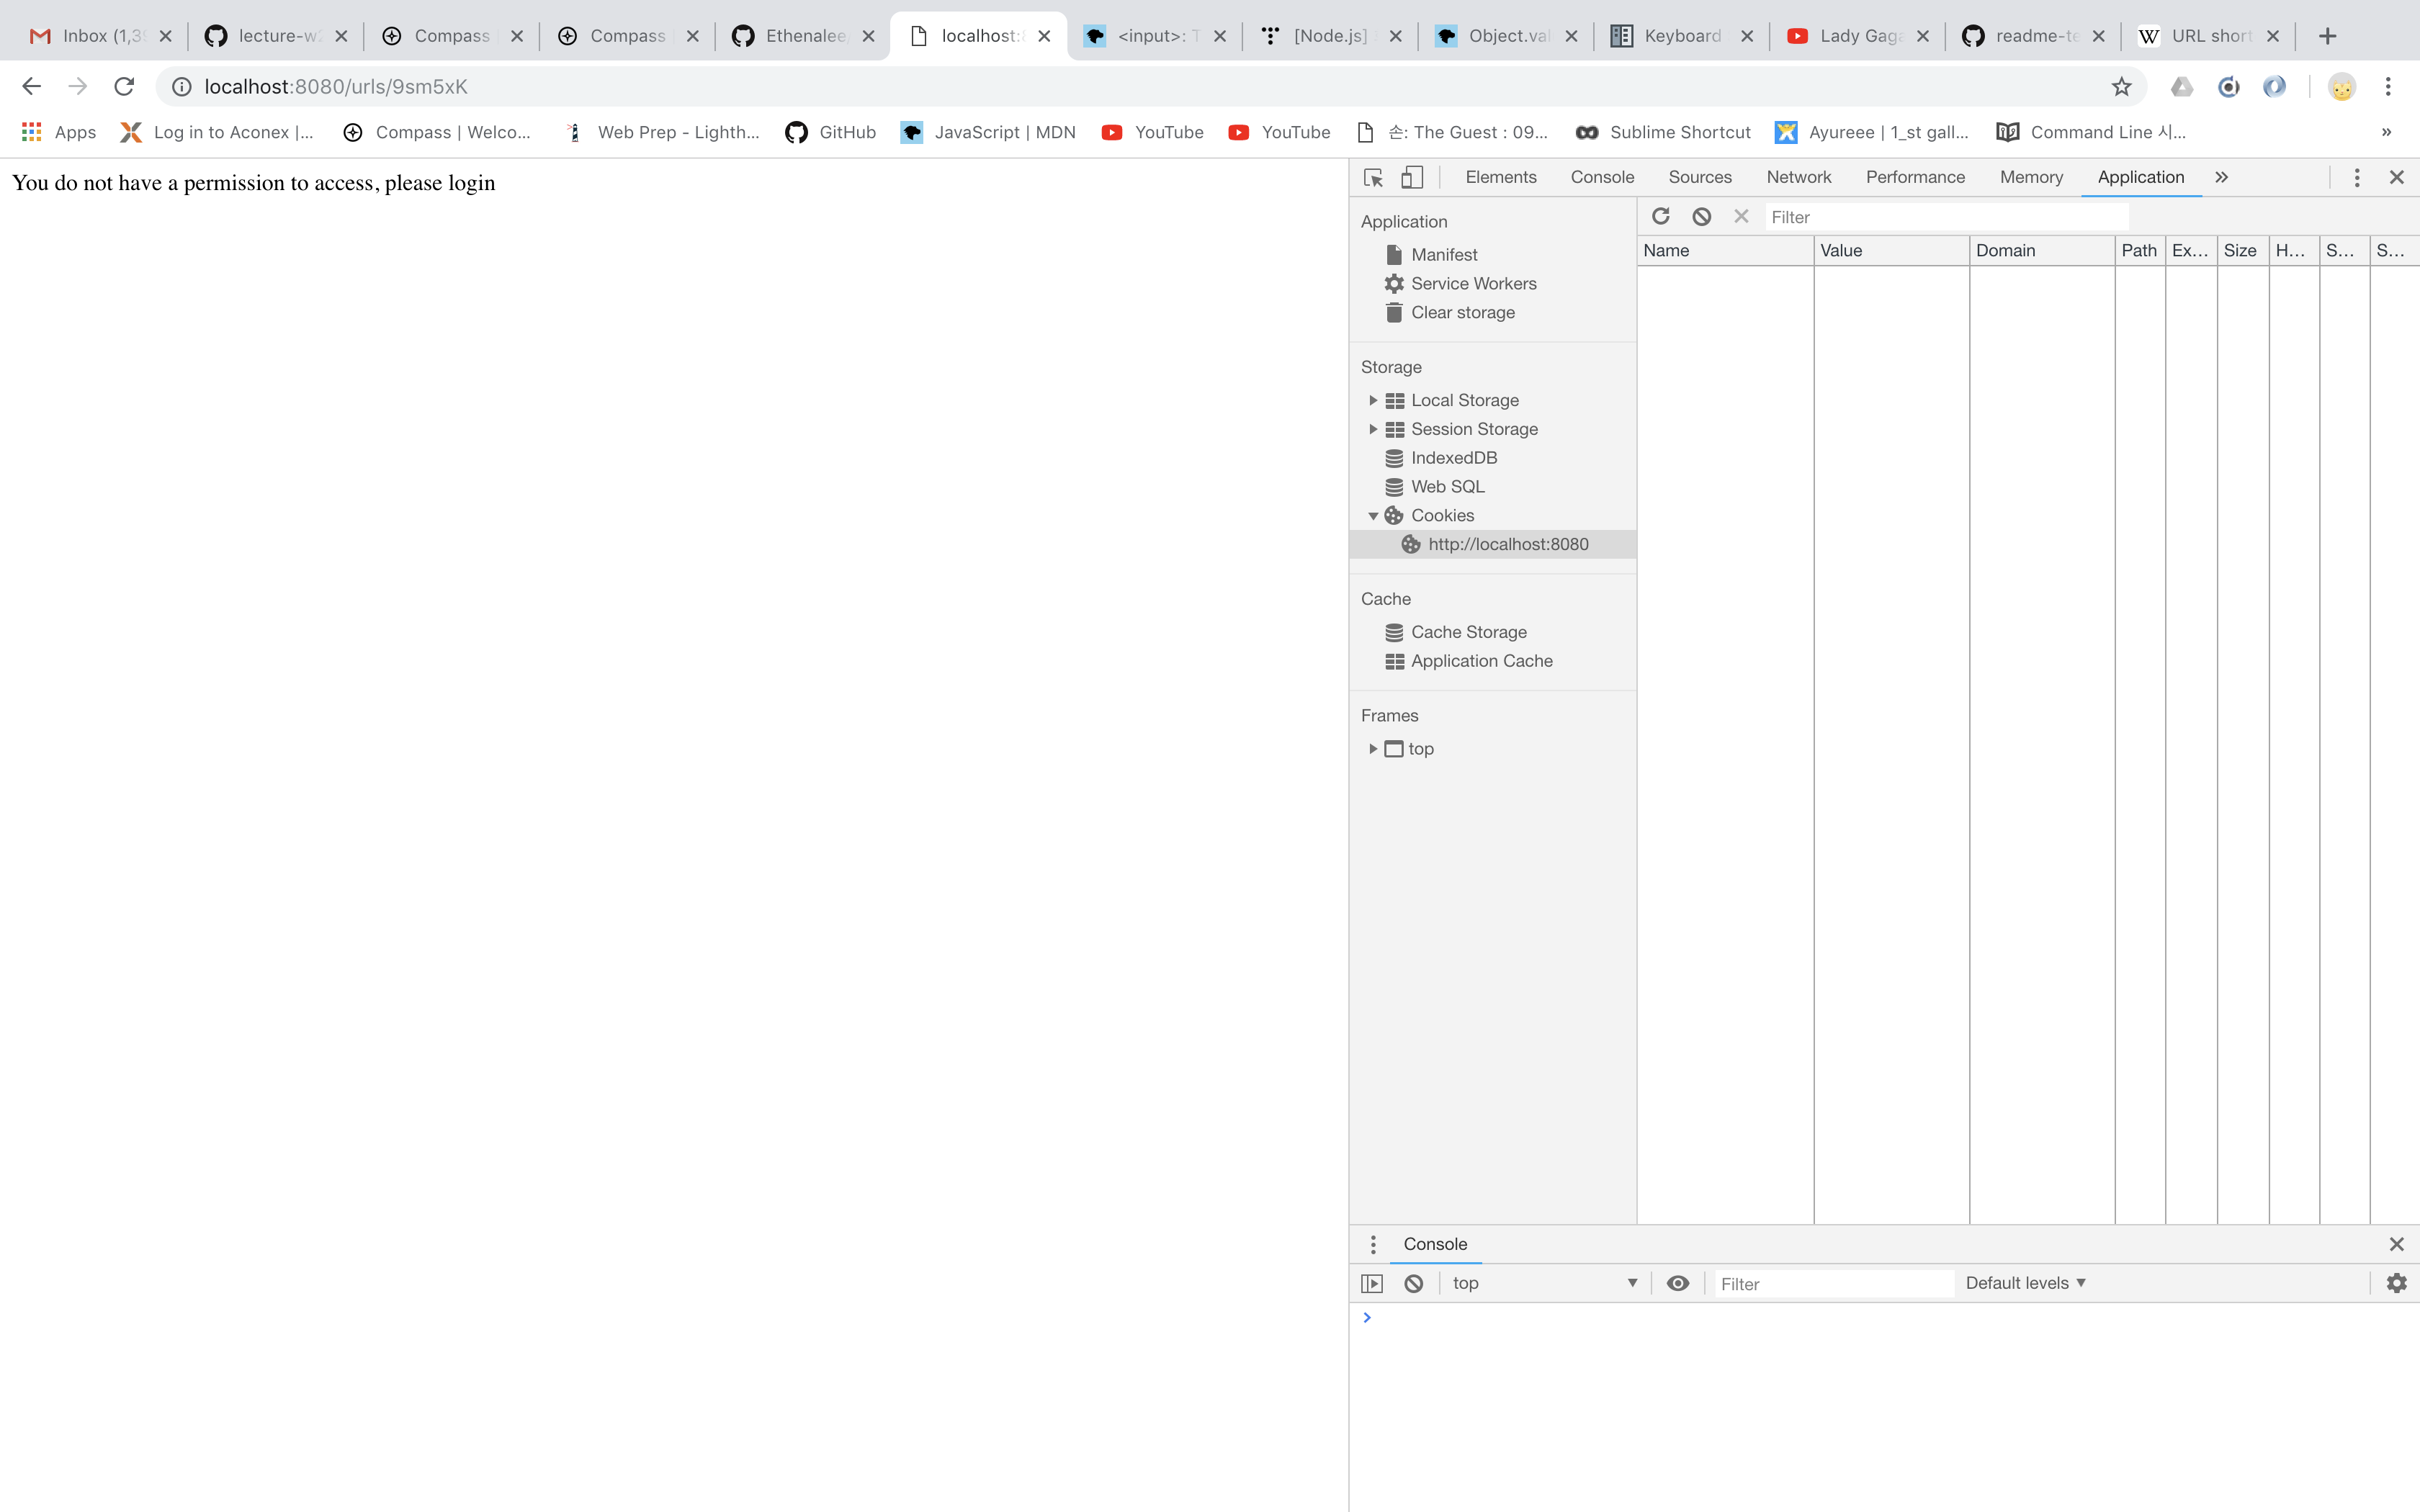 Inbox (1,39
lecture-w2
Compass
Compass
Ethenalee
localhost:8
<input>: T
[Node.js]
Object.val
Keyboard
Lady Gaga
readme-te
URL short
localhost:8080/urls/9sm5xK
Apps
Log in to Aconex |...
Compass | Welco...
Web Prep - Lighth...
GitHub
JavaScript | MDN
YouTube
YouTube
손: The Guest : 09...
Sublime Shortcut
Ayureee | 1_st gall...
Command Line 시...
»
You do not have a permission to access, please login
Elements Console Sources Network Performance Memory Application »
Application
Manifest
Service Workers
Clear storage
Storage
Local Storage
Session Storage
IndexedDB
Web SQL
Cookies
http://localhost:8080
Cache
Cache Storage
Application Cache
Frames
top
Filter
Name Value Domain Path Ex... Size H... S... S...
Console
top
Filter
Default levels